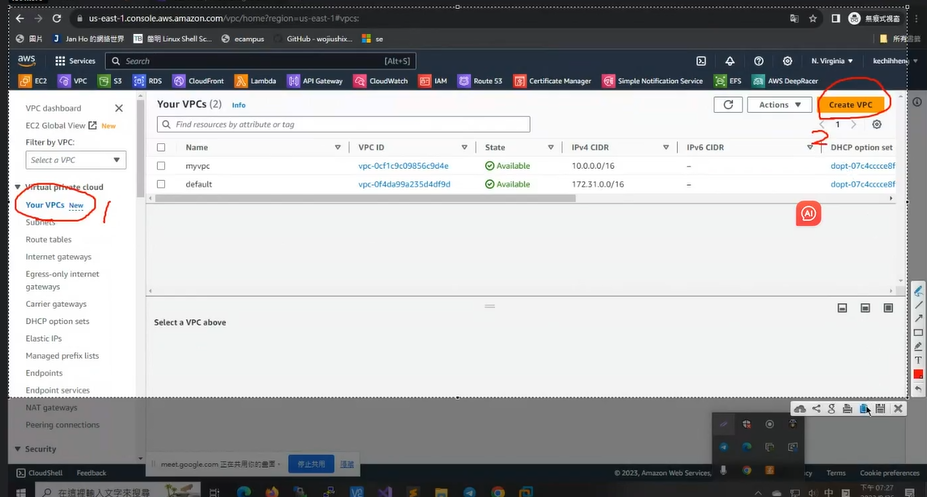 us-east-1.console.aws.amazon.com/vpc/home?region=us-east-1#vpcs:
無痕式視窗
圖片
Jan Ho 的網絡世界
簡明 Linux Shell Sc...
ecampus
GitHub - wojiushix...
se
aws
Services
Search
[Alt+S]
N. Virginia
EC2
VPC
S3
RDS
CloudFront
Lambda
API Gateway
CloudWatch
IAM
Route 53
Certificate Manager
Simple Notification Service
EFS
AWS DeepRacer
VPC dashboard
EC2 Global View
New
Filter by VPC:
Select a VPC
Virtual private cloud
Your VPCs New
1
Subnets
Route tables
Internet gateways
Egress-only internet
gateways
Carrier gateways
DHCP option sets
Elastic IPs
Managed prefix lists
Endpoints
Endpoint services
NAT gateways
Peering connections
Security
Your VPCs (2)
Info
Actions
Create VPC
2
Find resources by attribute or tag
1
Name
VPC ID
State
IPv4 CIDR
IPv6 CIDR
DHCP option set
myvpc
vpc-0cf1c9c09856c9d4e
Available
10.0.0.0/16
–
dopt-07c4ccce8f
default
vpc-0f4da99a235d4df9d
Available
172.31.0.0/16
–
dopt-07c4ccce8f
AI
Select a VPC above
T
meet.google.com 正在共用你的畫面。
停止共用
隱藏
CloudShell
Feedback
© 2023, Amazon Web Services,
Terms
Cookie preferences
在這裡輸入文字來搜尋
中
下午 07:27